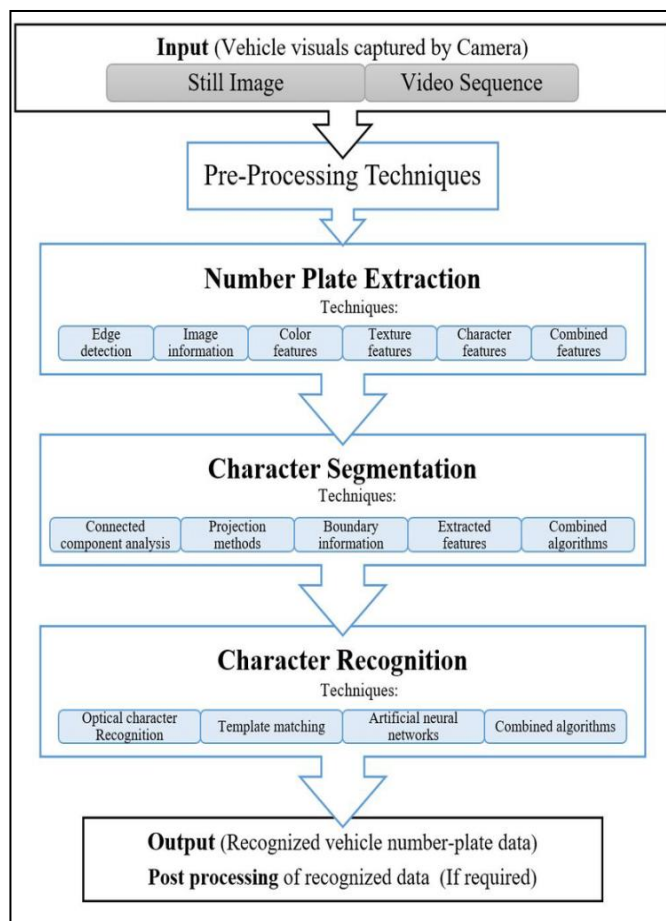 Input (Vehicle visuals captured by Camera)
Still Image Video Sequence
Pre-Processing Techniques
Number Plate Extraction
Techniques:
Edge detection
Image information
Color features
Texture features
Character features
Combined features
Character Segmentation
Techniques:
Connected component analysis
Projection methods
Boundary information
Extracted features
Combined algorithms
Character Recognition
Techniques:
Optical character Recognition
Template matching
Artificial neural networks
Combined algorithms
Output (Recognized vehicle number-plate data)
Post processing of recognized data (If required)